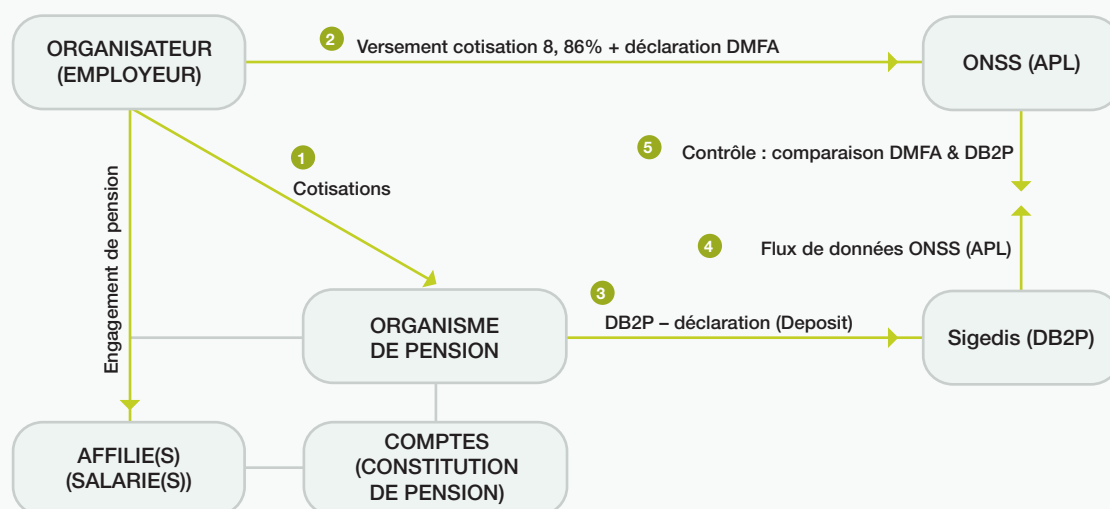 ORGANISATEUR
(EMPLOYEUR)
2 Versement cotisation 8, 86% + déclaration DMFA
ONSS (APL)
1
Cotisations
5 Contrôle : comparaison DMFA & DB2P
Engagement de pension
4 Flux de données ONSS (APL)
ORGANISME
DE PENSION
3
DB2P – déclaration (Deposit)
Sigedis (DB2P)
AFFILIE(S)
(SALARIE(S))
COMPTES
(CONSTITUTION
DE PENSION)